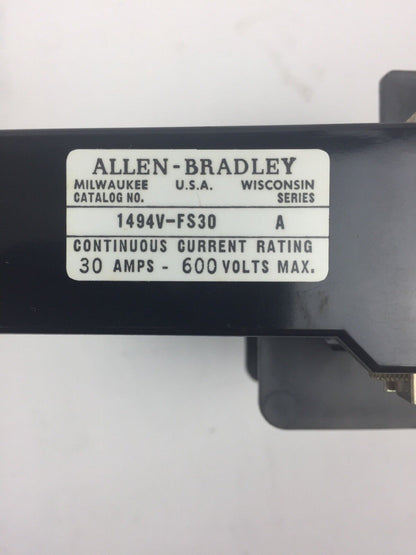 ALLEN-BRADLEY
MILWAUKEE U.S.A. WISCONSIN
CATALOG NO. SERIES
1494V-FS30 A
CONTINUOUS CURRENT RATING
30 AMPS - 600 VOLTS MAX.